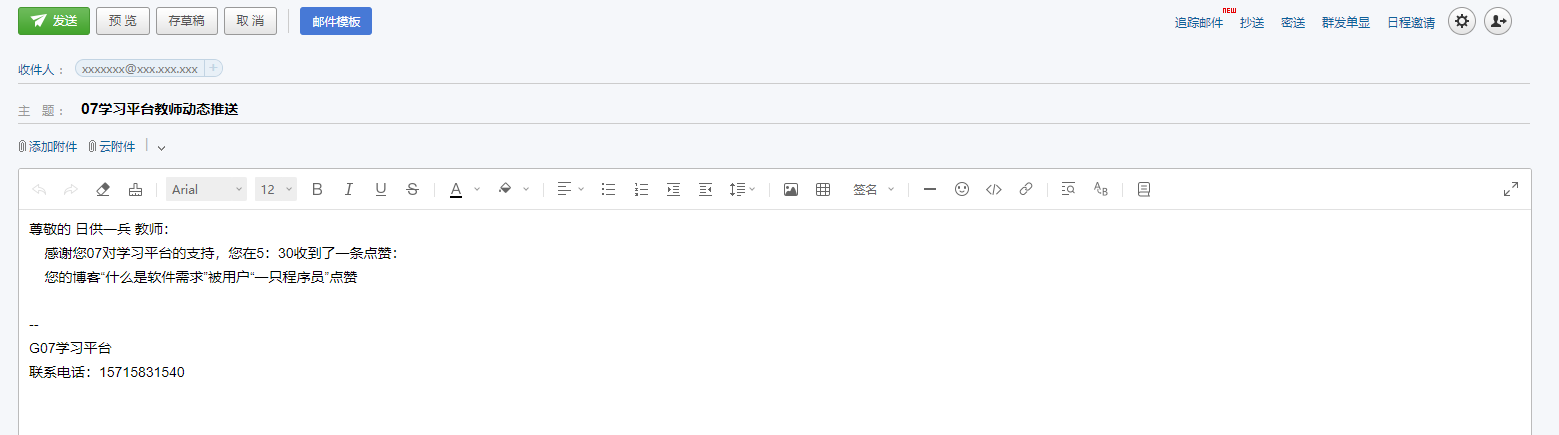 发送 预 览 存草稿 取 消 邮件模板 追踪邮件 NEW 抄送 密送 群发单显 日程邀请
收件人： xxxxxxx@xxx.xxx.xxx +
主 题： 07学习平台教师动态推送
添加附件 云附件
Arial 12 B I U S A 签名
尊敬的 日供一兵 教师：
感谢您07对学习平台的支持，您在5：30收到了一条点赞：
您的博客“什么是软件需求”被用户“一只程序员”点赞
--
G07学习平台
联系电话：15715831540